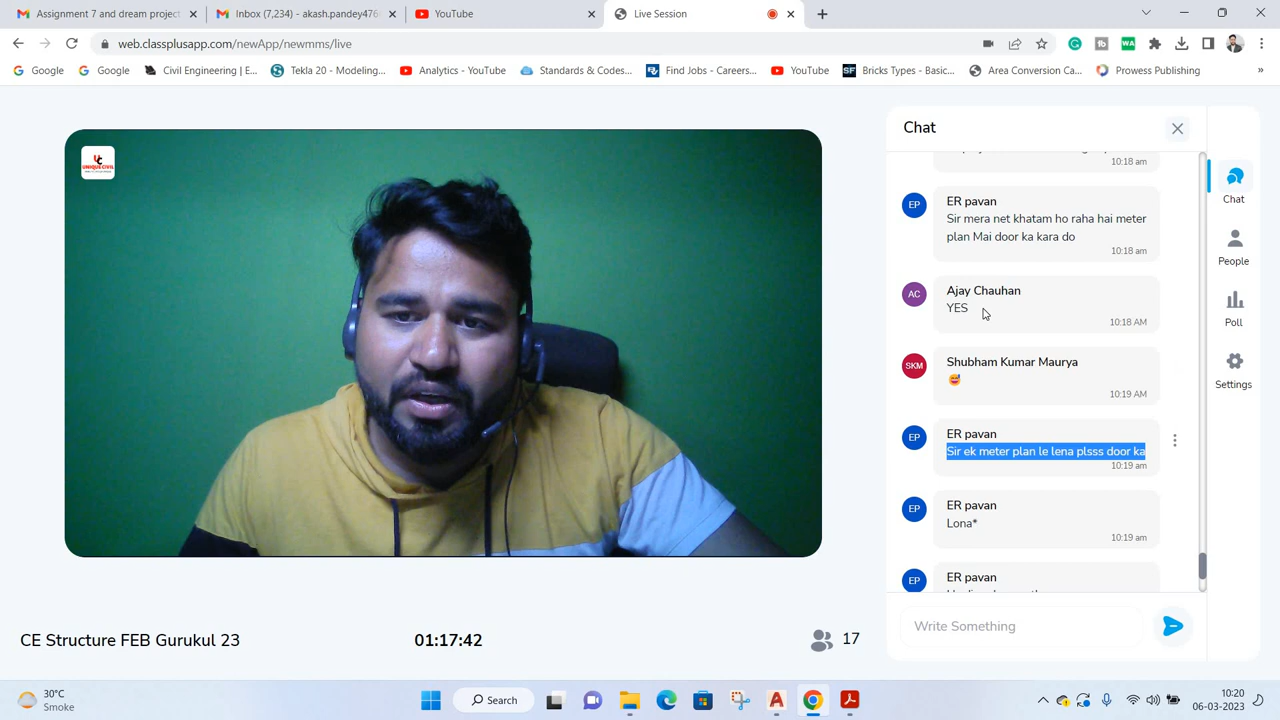 Assignment 7 and dream project
Inbox (7,234) - akash.pandey476
YouTube
Live Session
web.classplusapp.com/newApp/newmms/live
Google
Google
Civil Engineering | E...
Tekla 20 - Modeling...
Analytics - YouTube
Standards & Codes...
Find Jobs - Careers...
YouTube
Bricks Types - Basic...
Area Conversion Ca...
Prowess Publishing
UNIQUE CIVIL
Chat
10:18 am
EP
ER pavan
Sir mera net khatam ho raha hai meter
plan Mai door ka kara do
10:18 am
AC
Ajay Chauhan
YES
10:18 AM
SKM
Shubham Kumar Maurya
😅
10:19 AM
EP
ER pavan
Sir ek meter plan le lena plsss door ka
10:19 am
EP
ER pavan
Lona*
10:19 am
EP
ER pavan
Write Something
Chat
People
Poll
Settings
CE Structure FEB Gurukul 23
01:17:42
17
30°C
Smoke
Search
10:20
06-03-2023